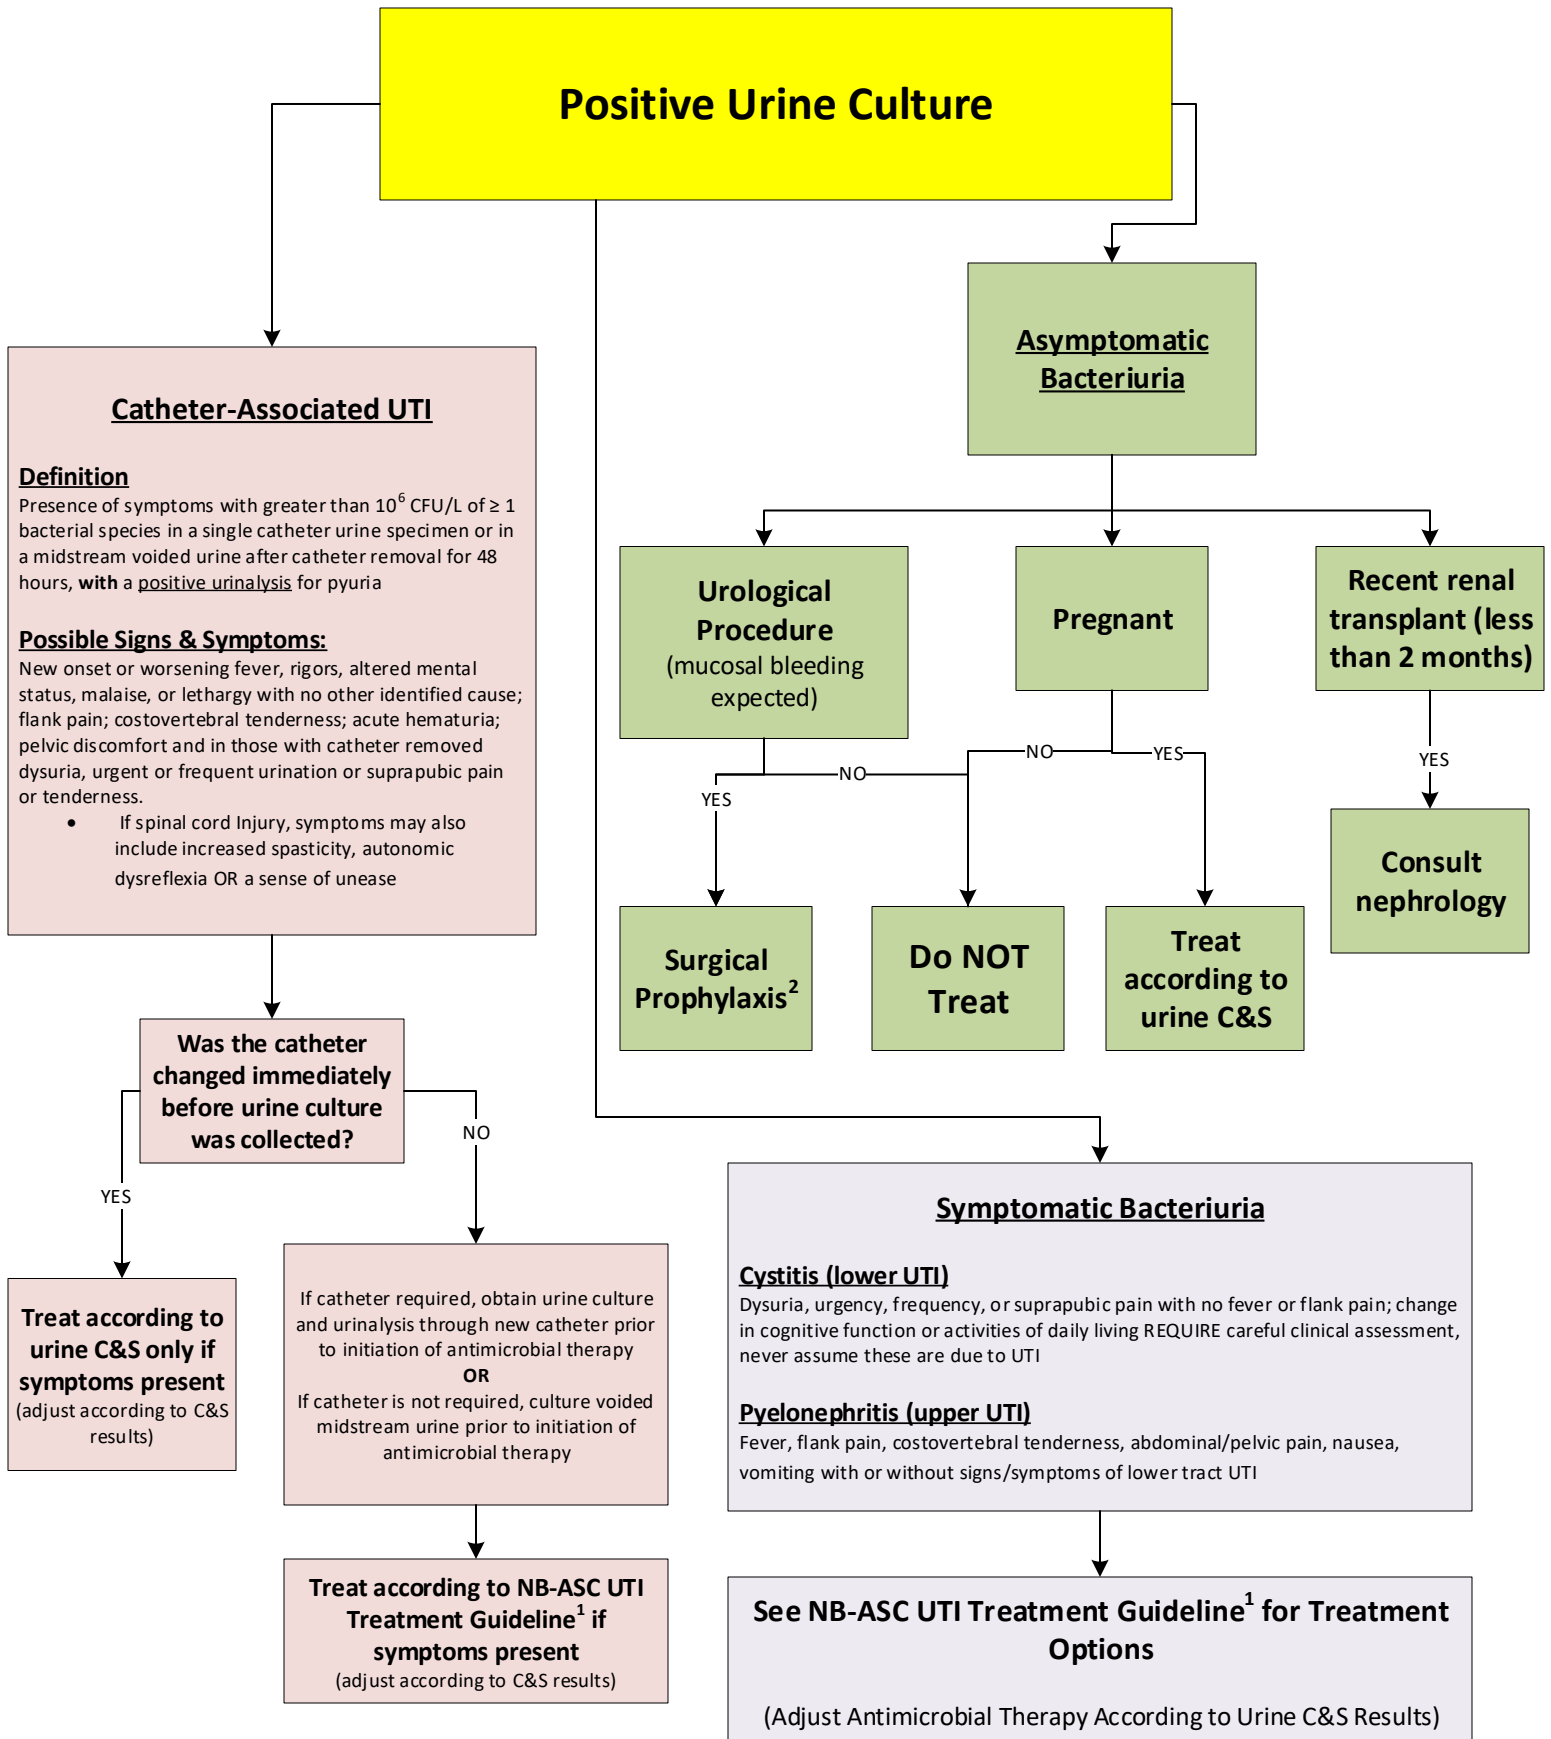 Positive Urine Culture
Asymptomatic
Bacteriuria
Catheter-Associated UTI
Definition
Presence of symptoms with greater than 10⁶ CFU/L of ≥ 1
bacterial species in a single catheter urine specimen or in
a midstream voided urine after catheter removal for 48
hours, with a positive urinalysis for pyuria
Possible Signs & Symptoms:
New onset or worsening fever, rigors, altered mental
status, malaise, or lethargy with no other identified cause;
flank pain; costovertebral tenderness; acute hematuria;
pelvic discomfort and in those with catheter removed
dysuria, urgent or frequent urination or suprapubic pain
or tenderness.
• If spinal cord Injury, symptoms may also
include increased spasticity, autonomic
dysreflexia OR a sense of unease
Urological
Procedure
(mucosal bleeding
expected)
Pregnant
Recent renal
transplant (less
than 2 months)
NO
YES
NO
YES
YES
Consult
nephrology
Surgical
Prophylaxis²
Do NOT
Treat
Treat
according to
urine C&S
Was the catheter
changed immediately
before urine culture
was collected?
NO
YES
Treat according to
urine C&S only if
symptoms present
(adjust according to C&S
results)
If catheter required, obtain urine culture
and urinalysis through new catheter prior
to initiation of antimicrobial therapy
OR
If catheter is not required, culture voided
midstream urine prior to initiation of
antimicrobial therapy
Treat according to NB-ASC UTI
Treatment Guideline¹ if
symptoms present
(adjust according to C&S results)
Symptomatic Bacteriuria
Cystitis (lower UTI)
Dysuria, urgency, frequency, or suprapubic pain with no fever or flank pain; change
in cognitive function or activities of daily living REQUIRE careful clinical assessment,
never assume these are due to UTI
Pyelonephritis (upper UTI)
Fever, flank pain, costovertebral tenderness, abdominal/pelvic pain, nausea,
vomiting with or without signs/symptoms of lower tract UTI
See NB-ASC UTI Treatment Guideline¹ for Treatment
Options
(Adjust Antimicrobial Therapy According to Urine C&S Results)